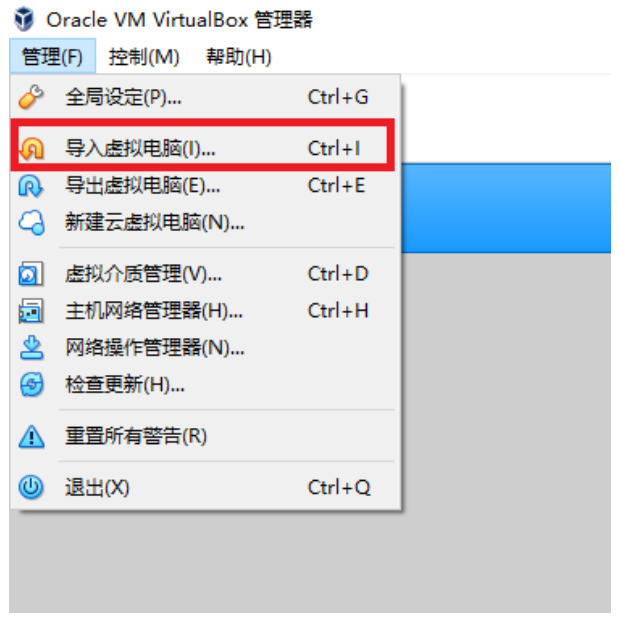 Oracle VM VirtualBox 管理器
管理(F) 控制(M) 帮助(H)
全局设定(P)... Ctrl+G
导入虚拟电脑(I)... Ctrl+I
导出虚拟电脑(E)... Ctrl+E
新建云虚拟电脑(N)...
虚拟介质管理(V)... Ctrl+D
主机网络管理器(H)... Ctrl+H
网络操作管理器(N)...
检查更新(H)...
重置所有警告(R)
退出(X) Ctrl+Q